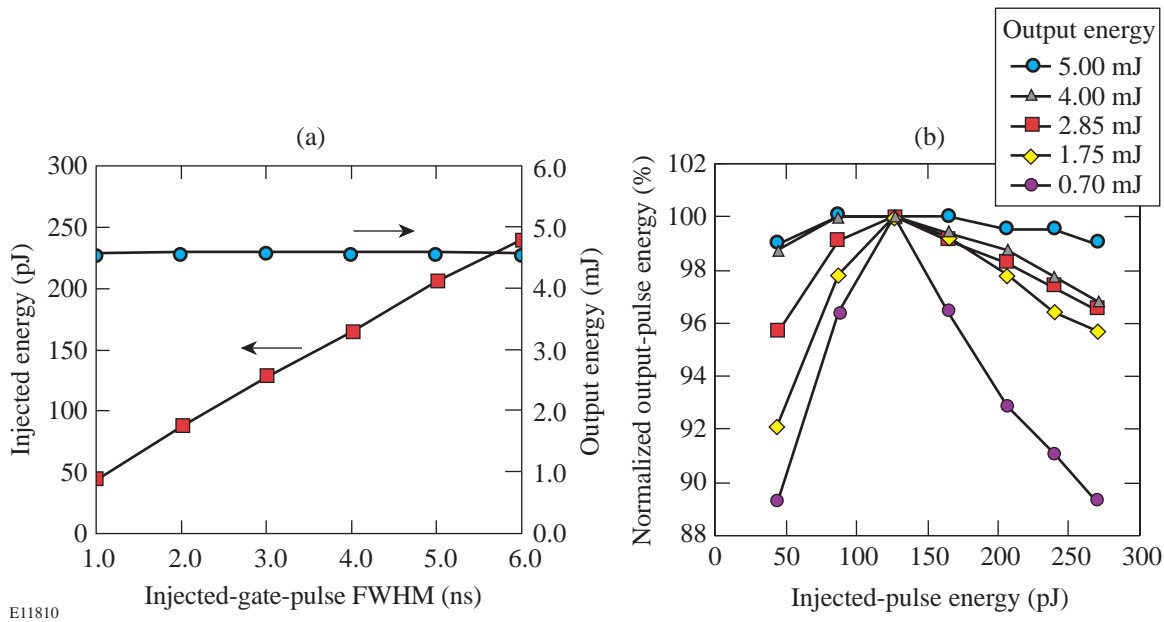 Output energy
5.00 mJ
4.00 mJ
2.85 mJ
1.75 mJ
0.70 mJ
(a)
300
250
200
150
100
50
0
Injected energy
(pJ)
6.0
5.0
4.0
3.0
2.0
1.0
0.0
Output energy (mJ)
1.0 2.0 3.0 4.0 5.0 6.0
Injected-gate-pulse FWHM (ns)
(b)
102
100
98
96
94
92
90
88
Normalized output-pulse energy (%)
0 50 100 150 200 250 300
Injected-pulse energy (pJ)
E11810